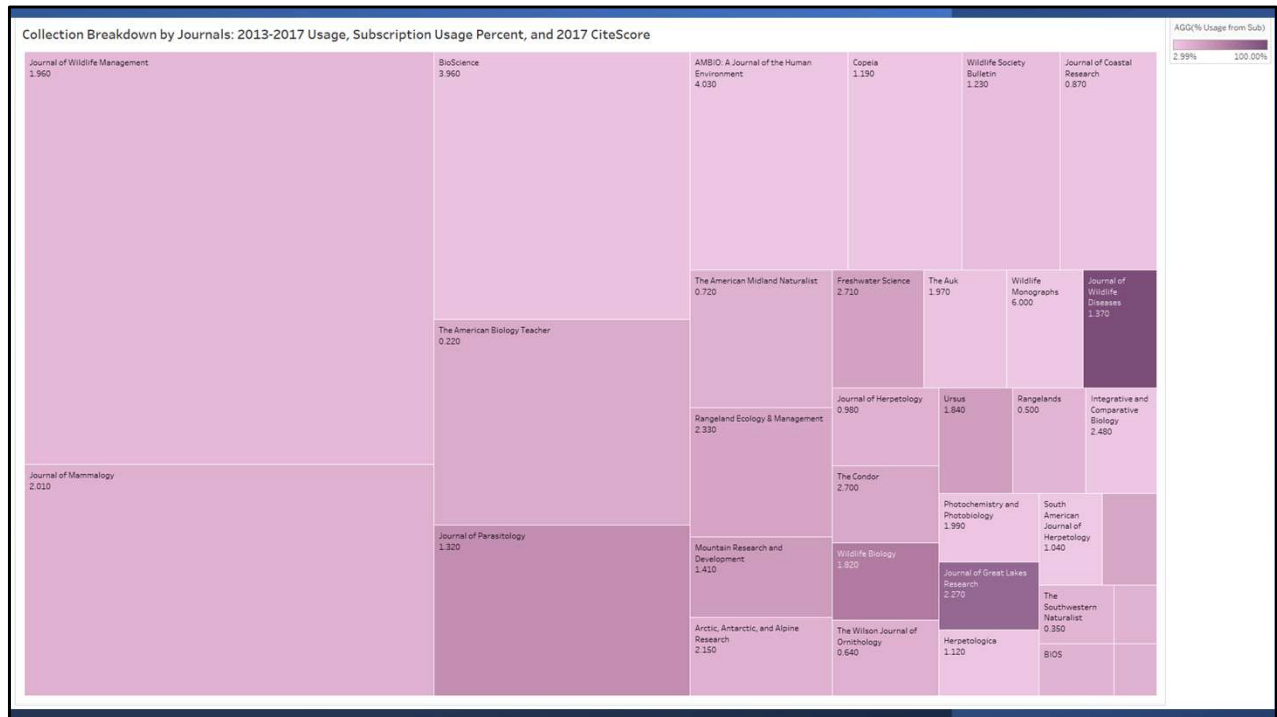 Collection Breakdown by Journals: 2013-2017 Usage, Subscription Usage Percent, and 2017 CiteScore
AGG(% Usage from Sub)
2.99% 100.00%
Journal of Wildlife Management
1.960
Journal of Mammalogy
2.010
BioScience
3.960
The American Biology Teacher
0.220
Journal of Parasitology
1.320
AMBIO: A Journal of the Human
Environment
4.030
Copeia
1.190
Wildlife Society
Bulletin
1.230
Journal of Coastal
Research
0.870
The American Midland Naturalist
0.720
Rangeland Ecology & Management
2.330
Mountain Research and
Development
1.410
Arctic, Antarctic, and Alpine
Research
2.150
Freshwater Science
2.710
The Auk
1.970
Wildlife
Monographs
6.000
Journal of
Wildlife
Diseases
1.370
Journal of Herpetology
0.980
The Condor
2.700
Wildlife Biology
1.820
The Wilson Journal of
Ornithology
0.640
Ursus
1.840
Rangelands
0.500
Integrative and
Comparative
Biology
2.480
Photochemistry and
Photobiology
1.990
Journal of Great Lakes
Research
2.270
Herpetologica
1.120
South
American
Journal of
Herpetology
1.040
The
Southwestern
Naturalist
0.350
BIOS